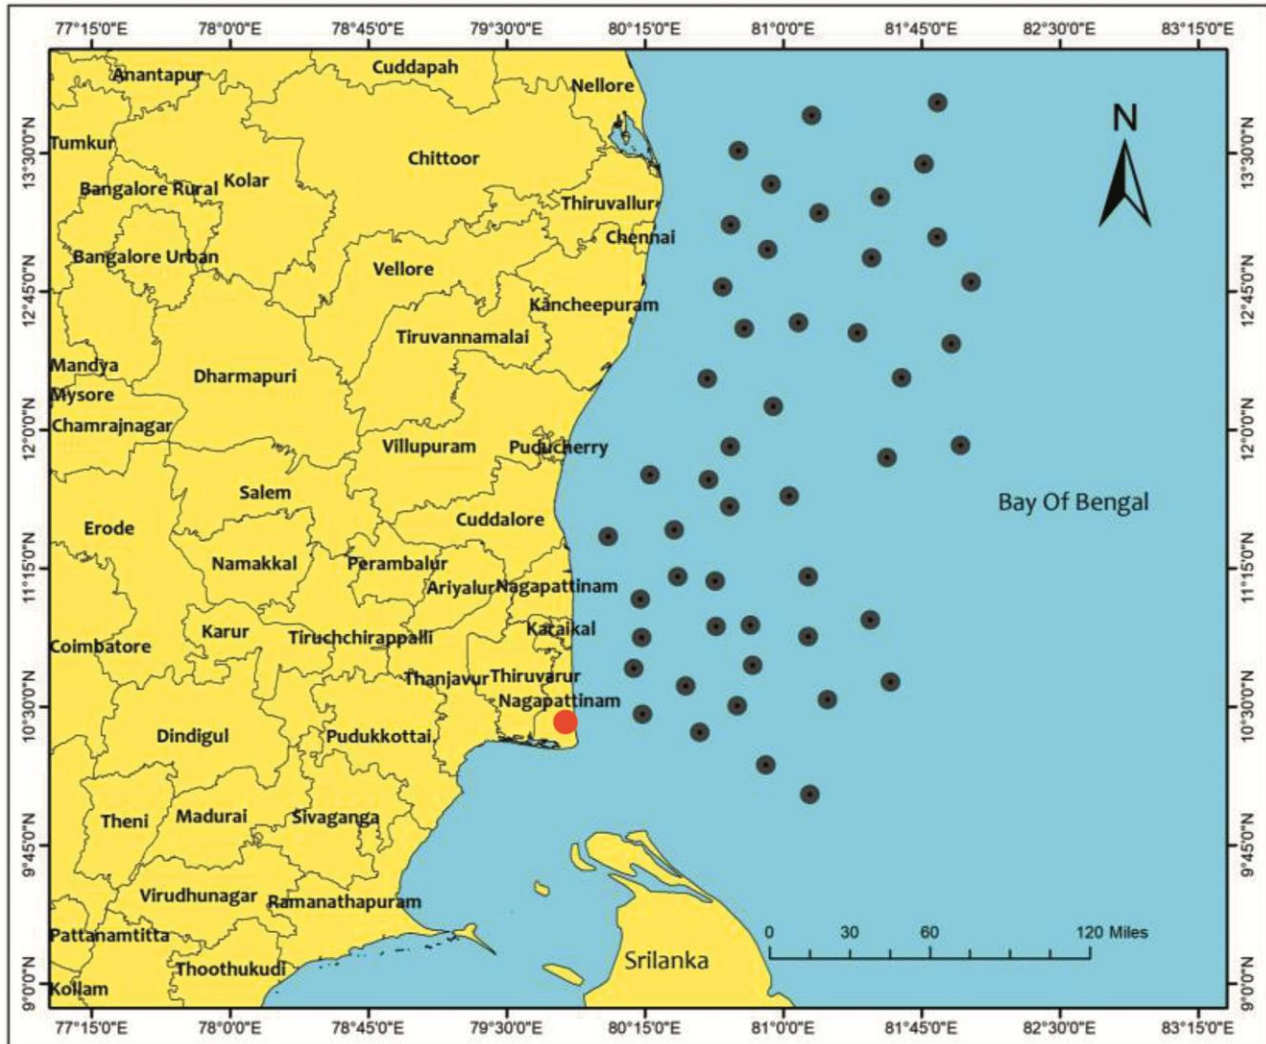 77°15'0"E 78°0'0"E 78°45'0"E 79°30'0"E 80°15'0"E 81°0'0"E 81°45'0"E 82°30'0"E 83°15'0"E
13°30'0"N
12°45'0"N
12°0'0"N
11°15'0"N
10°30'0"N
9°45'0"N
9°0'0"N
Anantapur
Cuddapah
Nellore
N
Tumkur
Chittoor
Bangalore Rural
Kolar
Thiruvallur
Chennai
Bangalore Urban
Vellore
Kancheepuram
Tiruvannamalai
Mandya
Dharmapuri
Mysore
Chamrajnagar
Villupuram
Puducherry
Salem
Bay Of Bengal
Erode
Cuddalore
Namakkal
Perambalur
Ariyalur
Nagapattinam
Karur
Tiruchchirappalli
Karaikal
Coimbatore
Thanjavur
Thiruvarur
Nagapattinam
Dindigul
Pudukkottai
Theni
Madurai
Sivaganga
Virudhunagar
Ramanathapuram
Pattanamtitta
0 30 60 120 Miles
Thoothukudi
Srilanka
Kollam
13°30'0"N
12°45'0"N
12°0'0"N
11°15'0"N
10°30'0"N
9°45'0"N
9°0'0"N
77°15'0"E 78°0'0"E 78°45'0"E 79°30'0"E 80°15'0"E 81°0'0"E 81°45'0"E 82°30'0"E 83°15'0"E